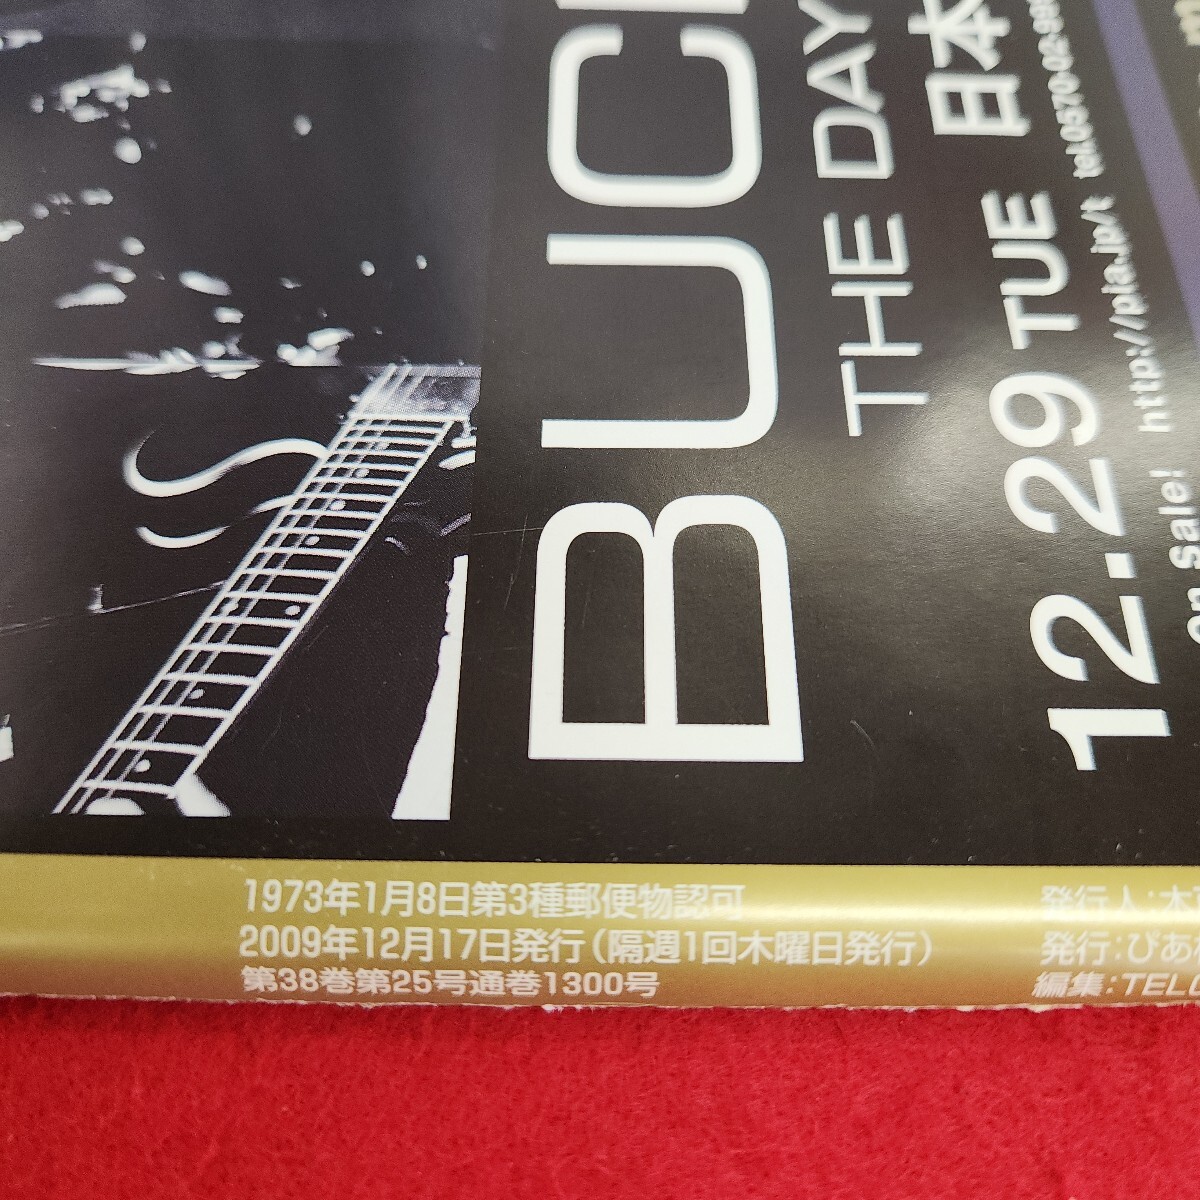 BUC
THE DAY
12.29 TUE 日本
on sale! http://pia.jp/t tel.0570-02-999
1973年1月8日第3種郵便物認可
2009年12月17日発行(隔週1回木曜日発行)
第38巻第25号通巻1300号
発行人:木
発行:ぴあ
編集:TEL